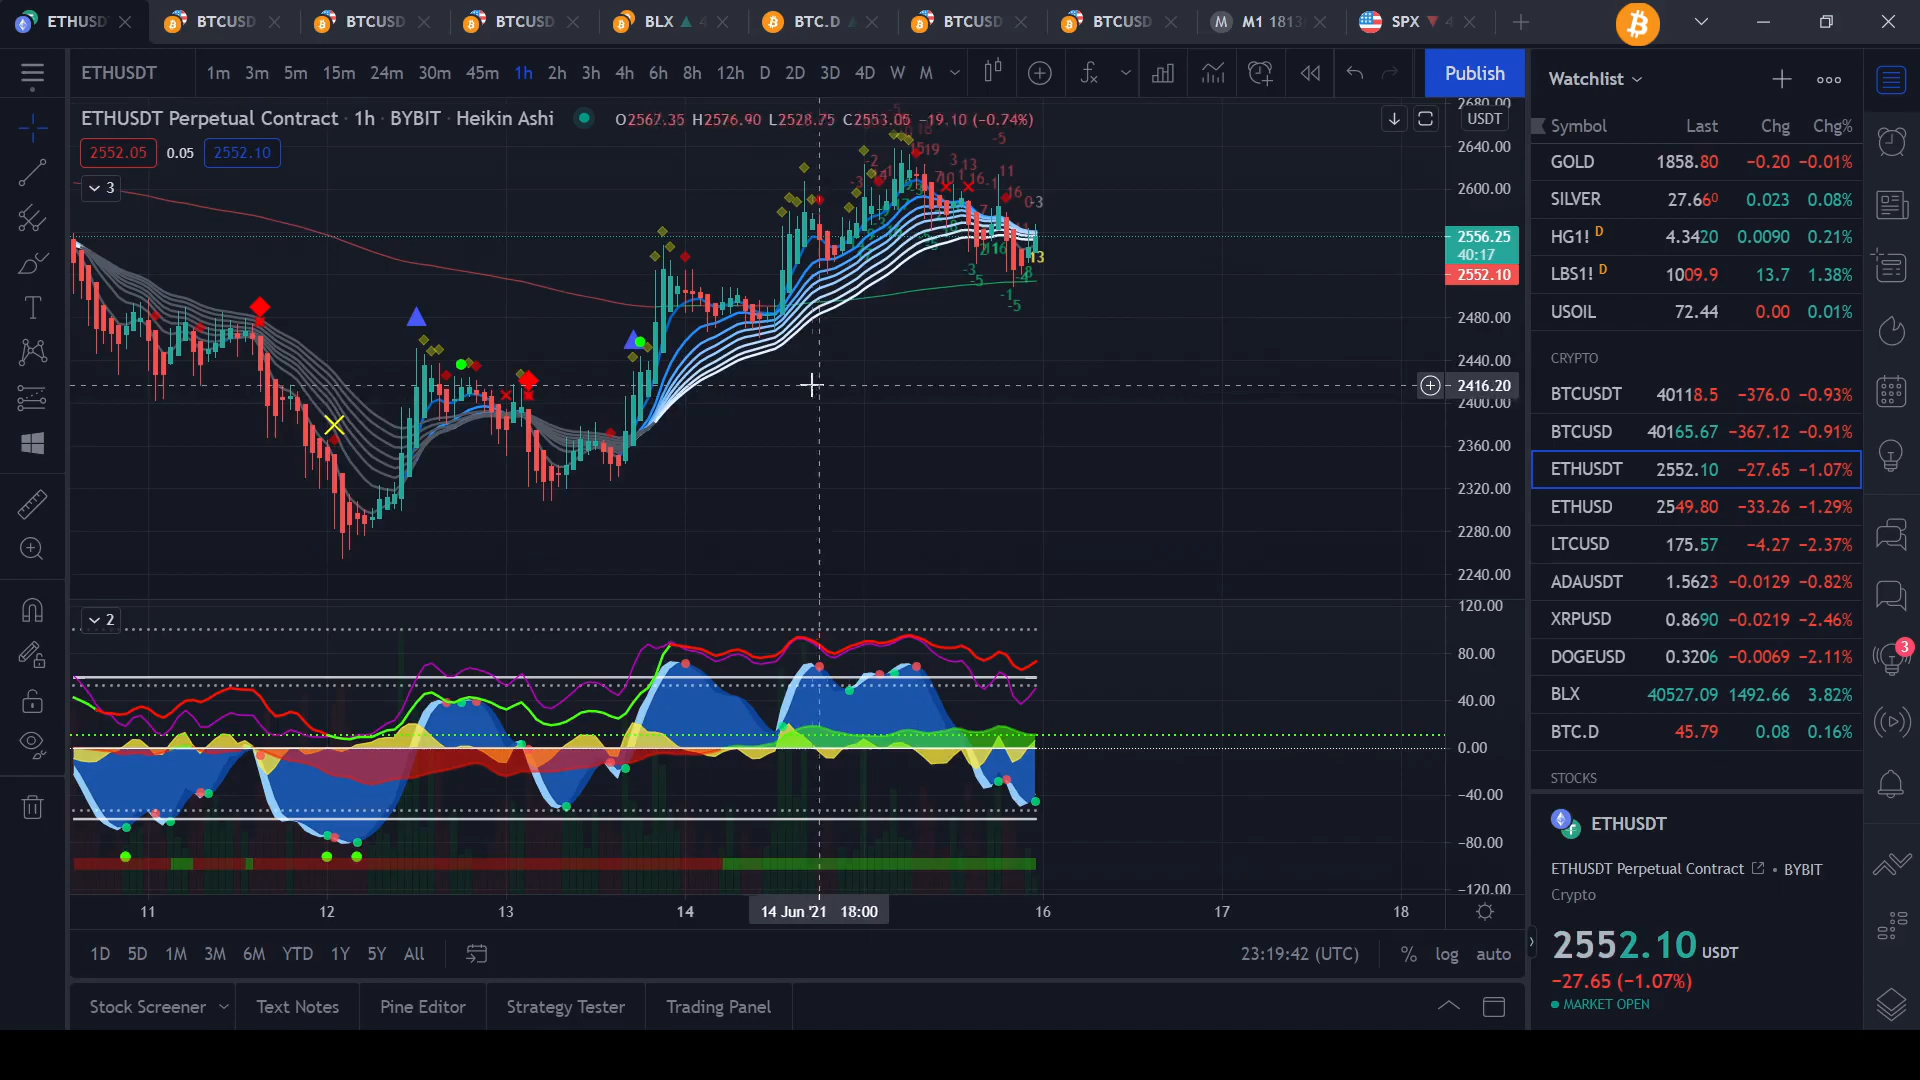 ETHUSD BTCUSD BTCUSD BTCUSD BLX ▲ 4 BTC.D BTCUSD BTCUSD M M1 1813 SPX ▼ 4
ETHUSDT 1m 3m 5m 15m 24m 30m 45m 1h 2h 3h 4h 6h 8h 12h D 2D 3D 4D W M Publish
ETHUSDT Perpetual Contract · 1h · BYBIT · Heikin Ashi O2567.35 H2576.90 L2528.75 C2553.05 −19.10 (−0.74%)
2552.05 0.05 2552.10
3
USDT
2680.00
2640.00
2600.00
2556.25
40:17
2552.10
2480.00
2440.00
2416.20
2400.00
2360.00
2320.00
2280.00
2240.00
2
120.00
80.00
40.00
0.00
−40.00
−80.00
−120.00
11 12 13 14 14 Jun '21 18:00 16 17 18
1D 5D 1M 3M 6M YTD 1Y 5Y All 23:19:42 (UTC) % log auto
Stock Screener Text Notes Pine Editor Strategy Tester Trading Panel
Watchlist
Symbol Last Chg Chg%
GOLD 1858.80 −0.20 −0.01%
SILVER 27.660 0.023 0.08%
HG1! D 4.3420 0.0090 0.21%
LBS1! D 1009.9 13.7 1.38%
USOIL 72.44 0.00 0.01%
CRYPTO
BTCUSDT 40118.5 −376.0 −0.93%
BTCUSD 40165.67 −367.12 −0.91%
ETHUSDT 2552.10 −27.65 −1.07%
ETHUSD 2549.80 −33.26 −1.29%
LTCUSD 175.57 −4.27 −2.37%
ADAUSDT 1.5623 −0.0129 −0.82%
XRPUSD 0.8690 −0.0219 −2.46%
DOGEUSD 0.3206 −0.0069 −2.11%
BLX 40527.09 1492.66 3.82%
BTC.D 45.79 0.08 0.16%
STOCKS
ETHUSDT
ETHUSDT Perpetual Contract • BYBIT
Crypto
2552.10 USDT
−27.65 (−1.07%)
MARKET OPEN
3